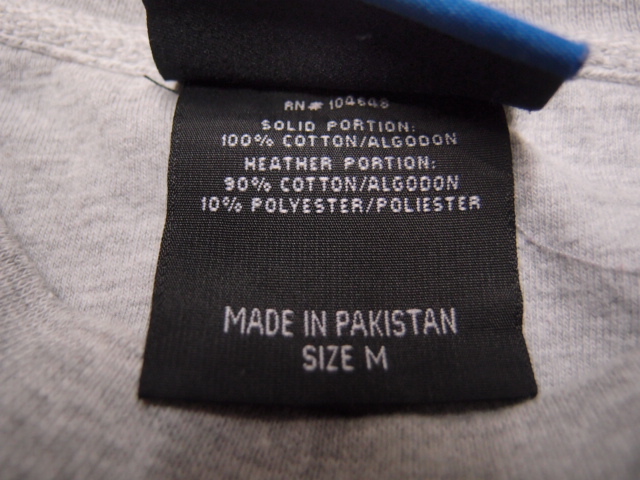 RN# 104648
SOLID PORTION:
100% COTTON/ALGODON
HEATHER PORTION:
90% COTTON/ALGODON
10% POLYESTER/POLIESTER
MADE IN PAKISTAN
SIZE M